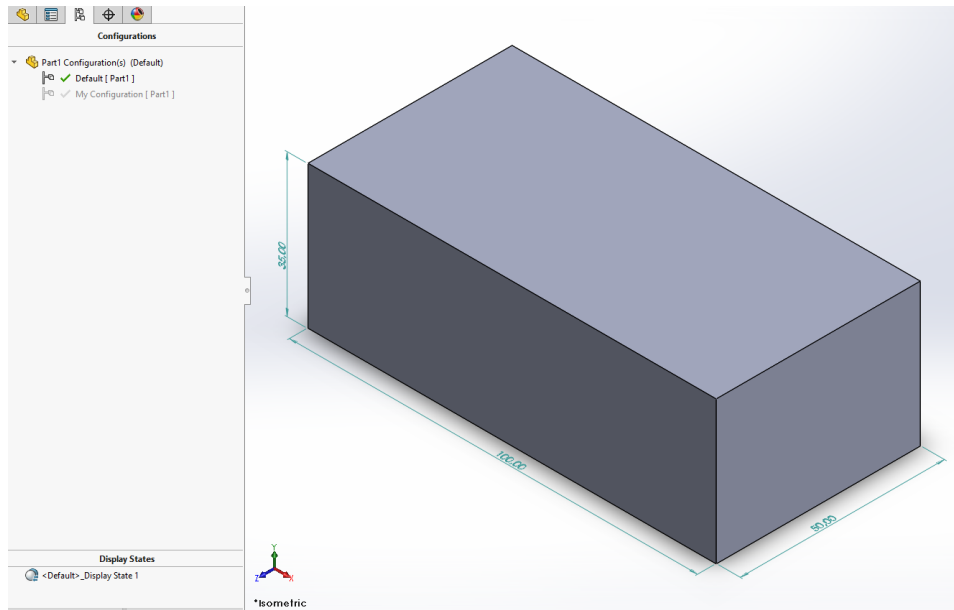 Configurations
Part1 Configuration(s) (Default)
Default [ Part1 ]
My Configuration [ Part1 ]
35,00
100,00
50,00
Display States
<Default>_Display State 1
Y
Z
X
*Isometric